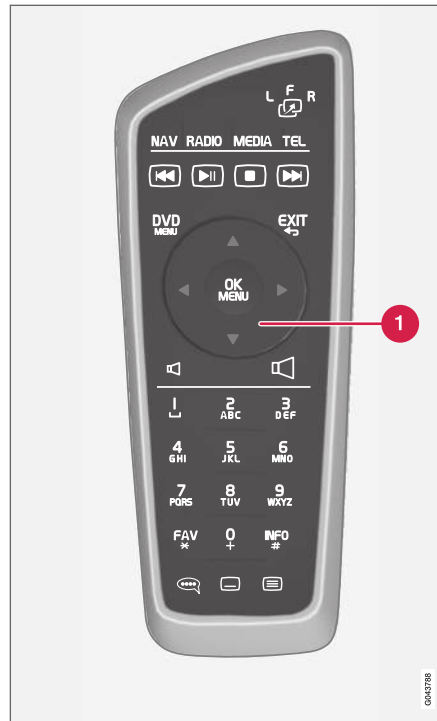 L F R
NAV RADIO MEDIA TEL
DVD EXIT
MENU
OK
MENU
1
1 2 3
ABC DEF
4 5 6
GHI JKL MNO
7 8 9
PQRS TUV WXYZ
FAV 0 INFO
* + #
G043788